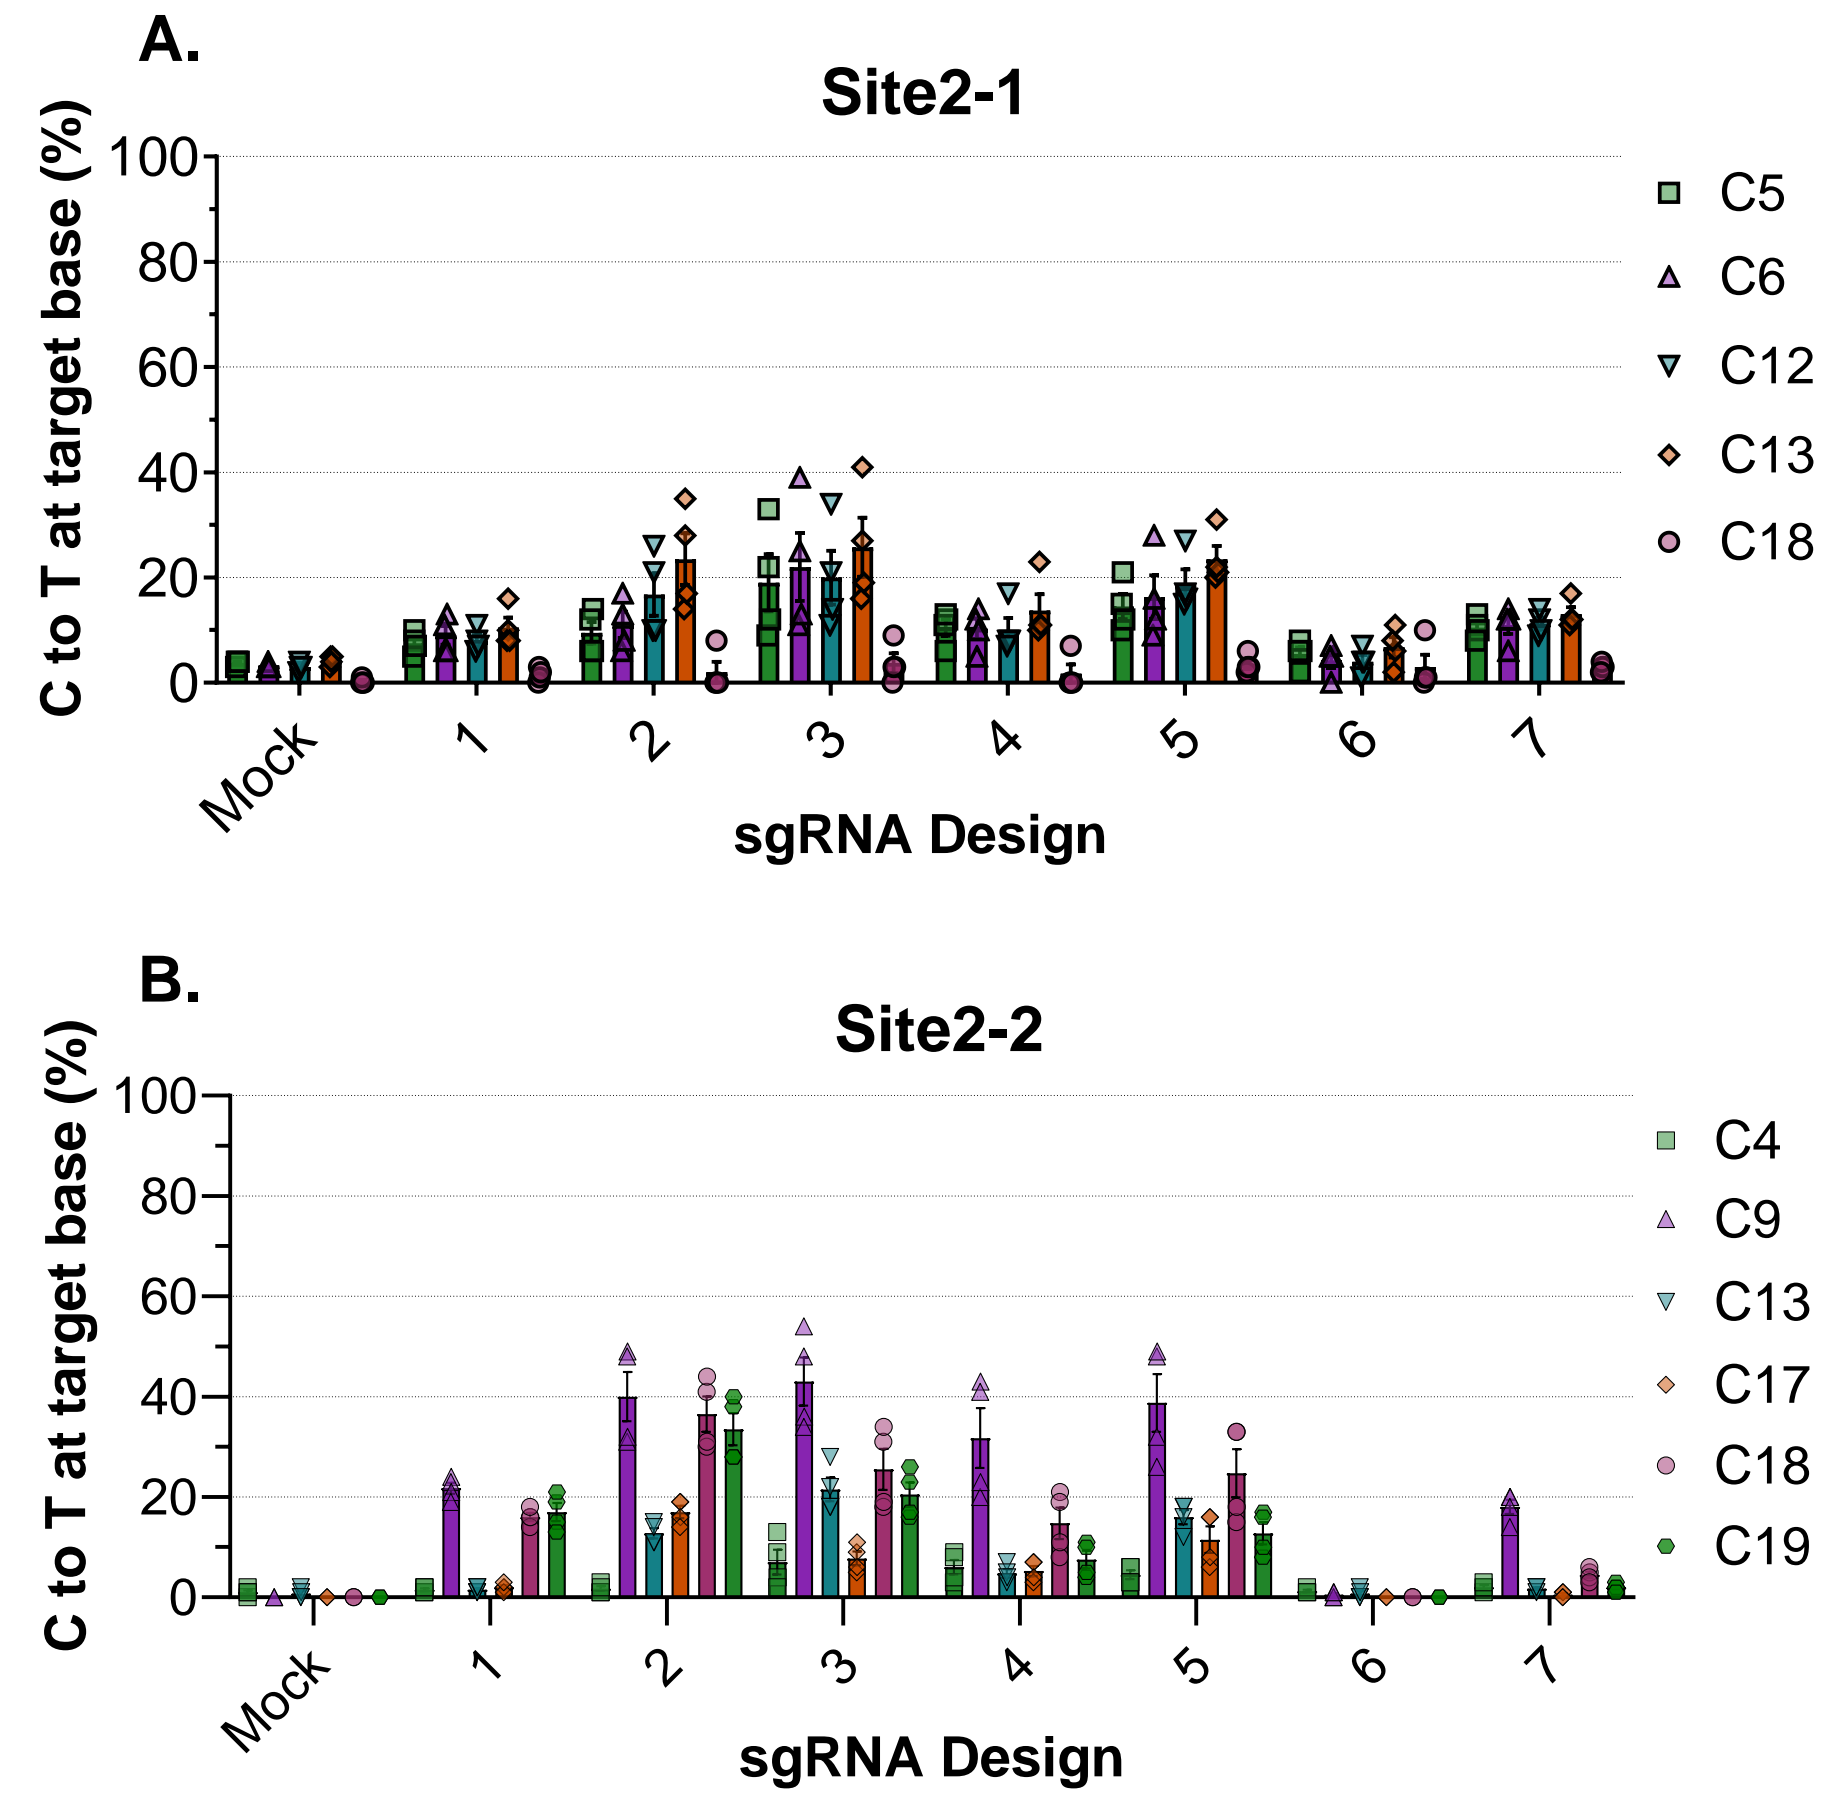 A.
Site2-1
C to T at target base (%)
100
80
60
40
20
0
Mock 1 2 3 4 5 6 7
sgRNA Design
C5
C6
C12
C13
C18
B.
Site2-2
C to T at target base (%)
100
80
60
40
20
0
Mock 1 2 3 4 5 6 7
sgRNA Design
C4
C9
C13
C17
C18
C19